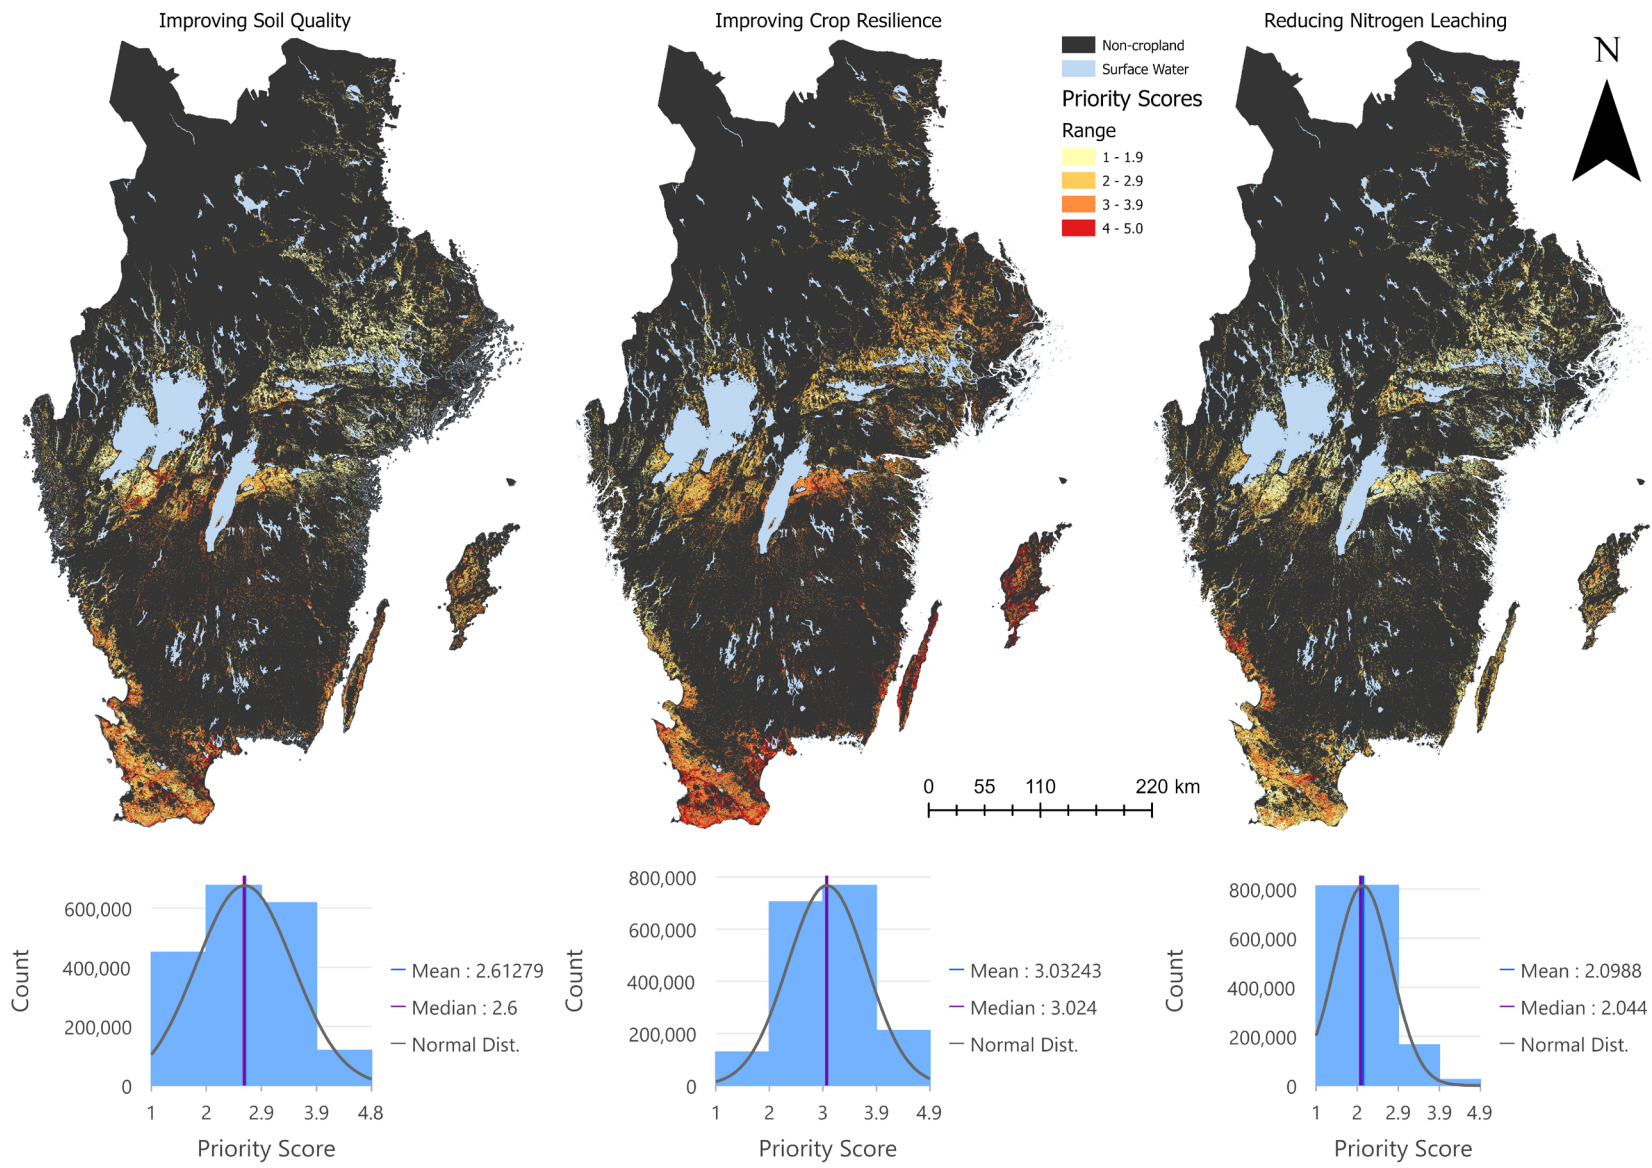 Improving Soil Quality
Improving Crop Resilience
Reducing Nitrogen Leaching
Non-cropland
Surface Water
Priority Scores
Range
1 - 1.9
2 - 2.9
3 - 3.9
4 - 5.0
N
0 55 110 220 km
Count
600,000
400,000
200,000
0
1 2 2.9 3.9 4.8
Priority Score
Mean : 2.61279
Median : 2.6
Normal Dist.
Count
800,000
600,000
400,000
200,000
0
1 2 3 3.9 4.9
Priority Score
Mean : 3.03243
Median : 3.024
Normal Dist.
Count
800,000
600,000
400,000
200,000
0
1 2 2.9 3.9 4.9
Priority Score
Mean : 2.0988
Median : 2.044
Normal Dist.